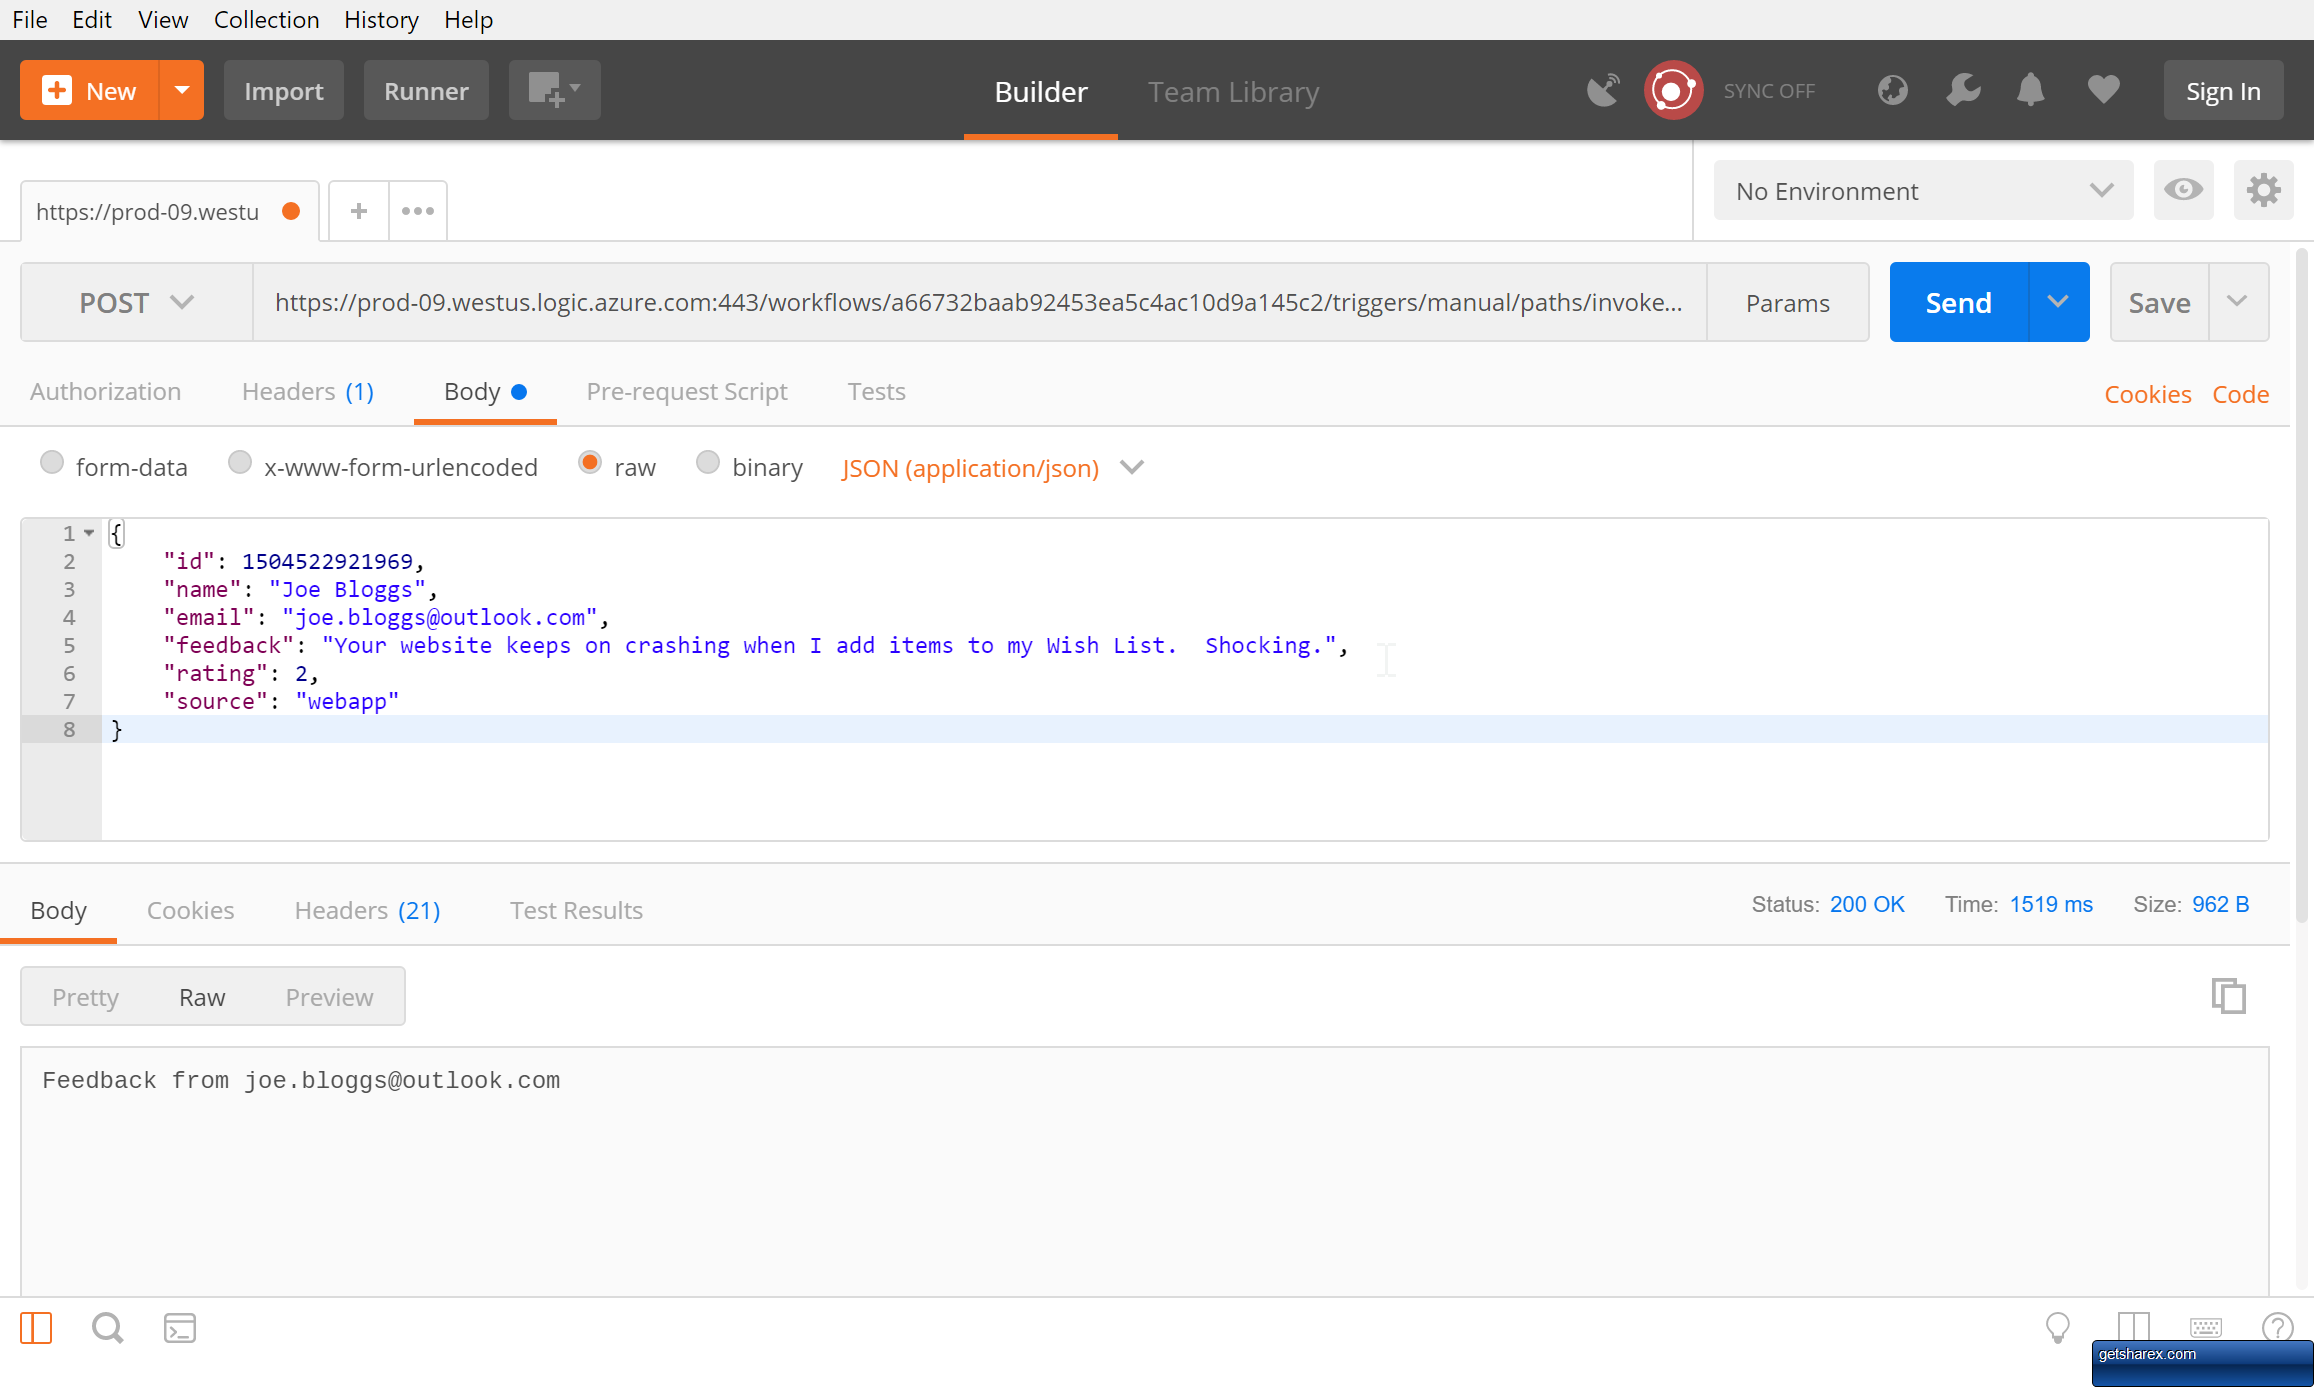 File Edit View Collection History Help
New Import Runner Builder Team Library SYNC OFF Sign In
https://prod-09.westu No Environment
POST https://prod-09.westus.logic.azure.com:443/workflows/a66732baab92453ea5c4ac10d9a145c2/triggers/manual/paths/invoke... Params Send Save
Authorization Headers (1) Body Pre-request Script Tests Cookies Code
form-data x-www-form-urlencoded raw binary JSON (application/json)
1 {
2 "id": 1504522921969,
3 "name": "Joe Bloggs",
4 "email": "joe.bloggs@outlook.com",
5 "feedback": "Your website keeps on crashing when I add items to my Wish List.  Shocking.",
6 "rating": 2,
7 "source": "webapp"
8 }
Body Cookies Headers (21) Test Results Status: 200 OK Time: 1519 ms Size: 962 B
Pretty Raw Preview
Feedback from joe.bloggs@outlook.com
getsharex.com